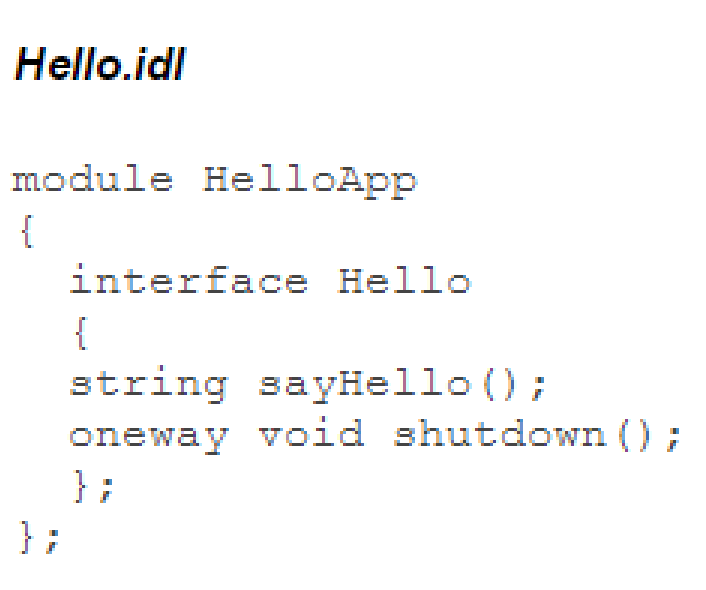 Hello.idl
module HelloApp
{
interface Hello
{
string sayHello();
oneway void shutdown();
};
};